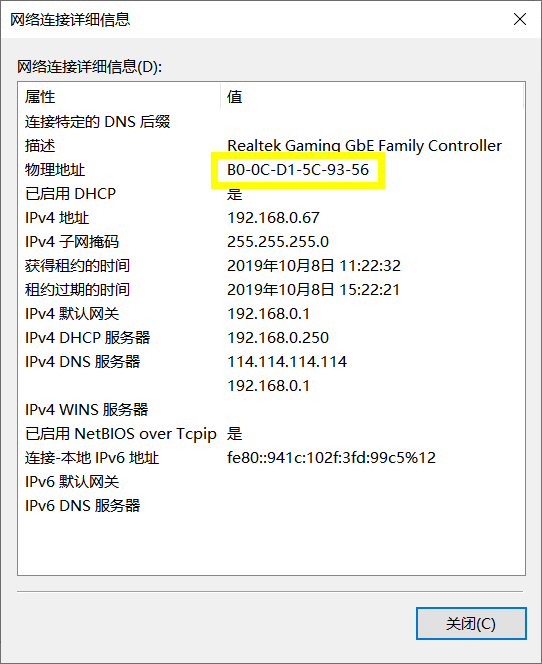 网络连接详细信息
网络连接详细信息(D):
属性 值
连接特定的 DNS 后缀
描述 Realtek Gaming GbE Family Controller
物理地址 B0-0C-D1-5C-93-56
已启用 DHCP 是
IPv4 地址 192.168.0.67
IPv4 子网掩码 255.255.255.0
获得租约的时间 2019年10月8日 11:22:32
租约过期的时间 2019年10月8日 15:22:21
IPv4 默认网关 192.168.0.1
IPv4 DHCP 服务器 192.168.0.250
IPv4 DNS 服务器 114.114.114.114
192.168.0.1
IPv4 WINS 服务器
已启用 NetBIOS over Tcpip 是
连接-本地 IPv6 地址 fe80::941c:102f:3fd:99c5%12
IPv6 默认网关
IPv6 DNS 服务器
关闭(C)